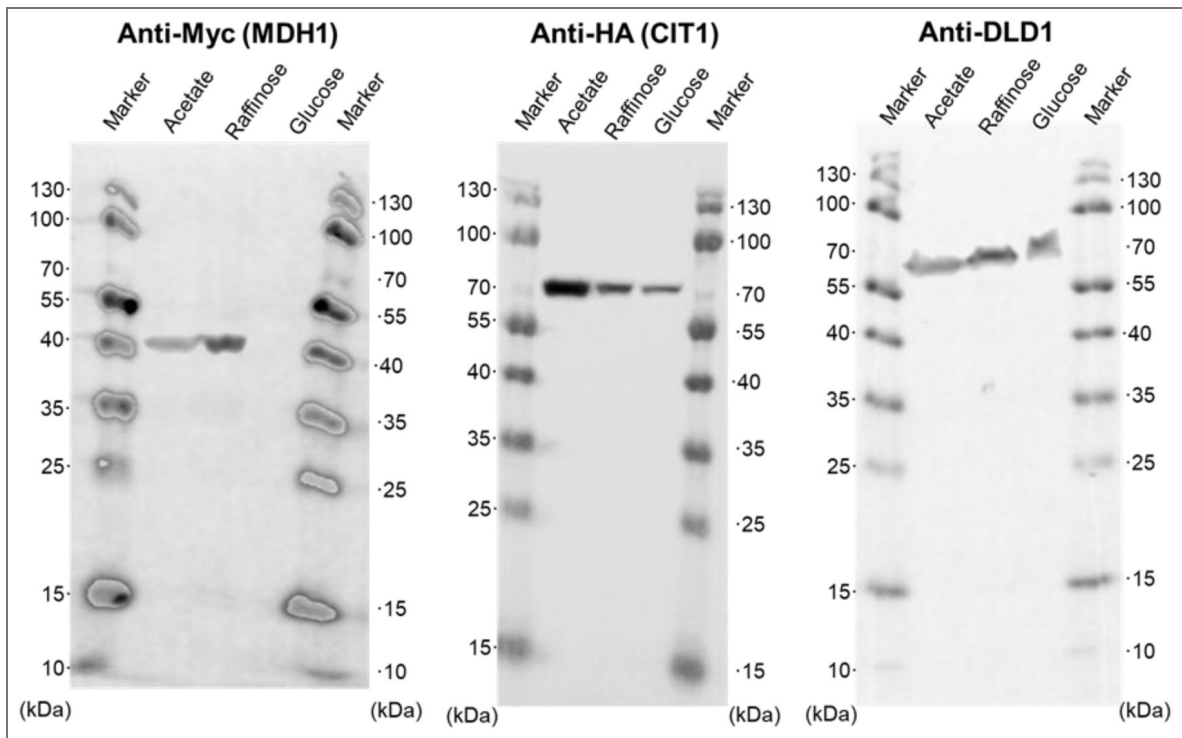 Anti-Myc (MDH1)
Marker
Acetate
Raffinose
Glucose
Marker
130
100
70
55
40
35
25
15
10
(kDa)
130
100
70
55
40
35
25
15
10
(kDa)
Anti-HA (CIT1)
Marker
Acetate
Raffinose
Glucose
Marker
130
100
70
55
40
35
25
15
(kDa)
130
100
70
55
40
35
25
15
(kDa)
Anti-DLD1
Marker
Acetate
Raffinose
Glucose
Marker
130
100
70
55
40
35
25
15
10
(kDa)
130
100
70
55
40
35
25
15
10
(kDa)